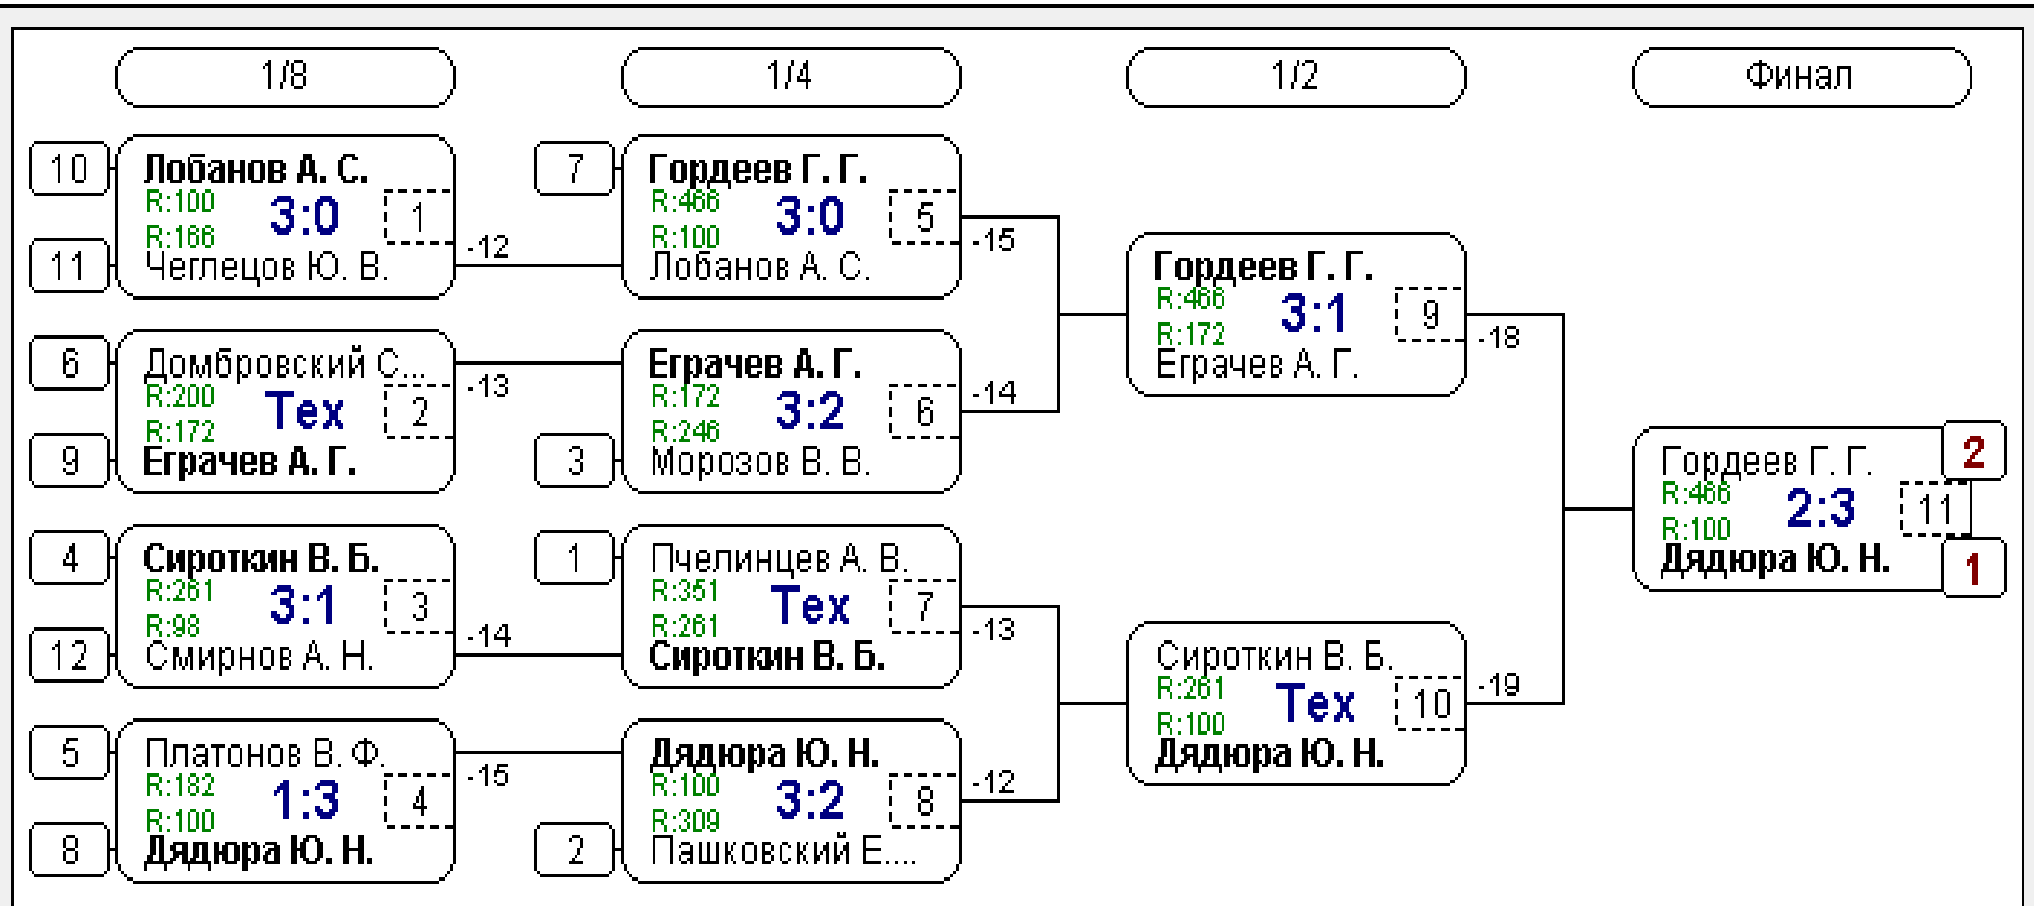 1/8
1/4
1/2
Финал
10
Лобанов А. С.
R:100
3:0
1
R:166
11
Чеглецов Ю. В.
-12
6
Домбровский С...
R:200
Тех
2
R:172
9
Еграчев А. Г.
-13
4
Сироткин В. Б.
R:261
3:1
3
R:98
12
Смирнов А. Н.
-14
5
Платонов В. Ф.
R:182
1:3
4
R:100
8
Дядюра Ю. Н.
-15
7
Гордеев Г. Г.
R:466
3:0
5
R:100
Лобанов А. С.
-15
Еграчев А. Г.
R:172
3:2
6
R:246
3
Морозов В. В.
-14
1
Пчелинцев А. В.
R:351
Тех
7
R:261
Сироткин В. Б.
-13
Дядюра Ю. Н.
R:100
3:2
8
R:309
2
Пашковский Е....
-12
Гордеев Г. Г.
R:466
3:1
9
R:172
Еграчев А. Г.
-18
Сироткин В. Б.
R:261
Тех
10
R:100
Дядюра Ю. Н.
-19
Гордеев Г. Г.
2
R:466
2:3
11
R:100
Дядюра Ю. Н.
1